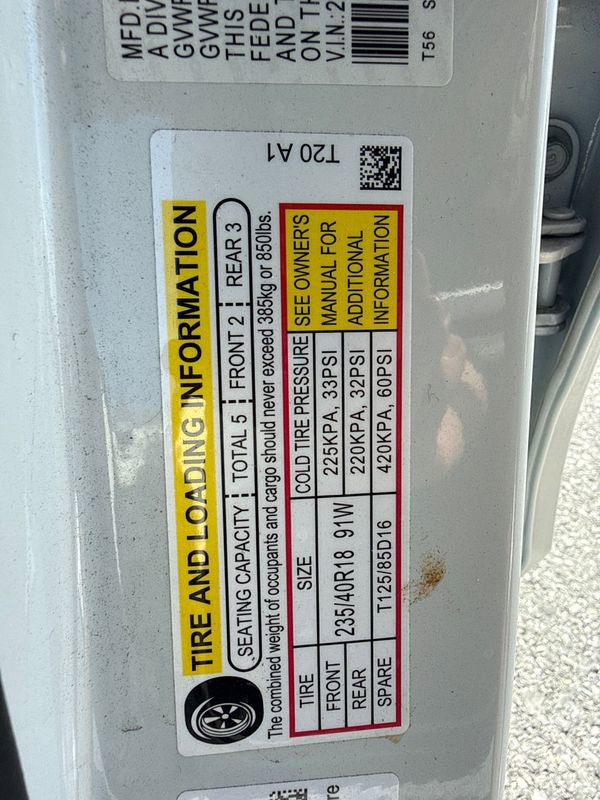 MFD.
A DIV
GVWR
GVWR
THIS
FEDE
AND T
ON TH
V.I.N.:2
T56 S
T20 A1
TIRE AND LOADING INFORMATION
SEATING CAPACITY TOTAL 5 FRONT 2 REAR 3
The combined weight of occupants and cargo should never exceed 385kg or 850lbs.
TIRE SIZE COLD TIRE PRESSURE SEE OWNER'S
FRONT 235/40R18 91W 225KPA, 33PSI MANUAL FOR
REAR 220KPA, 32PSI ADDITIONAL
SPARE T125/85D16 420KPA, 60PSI INFORMATION
re